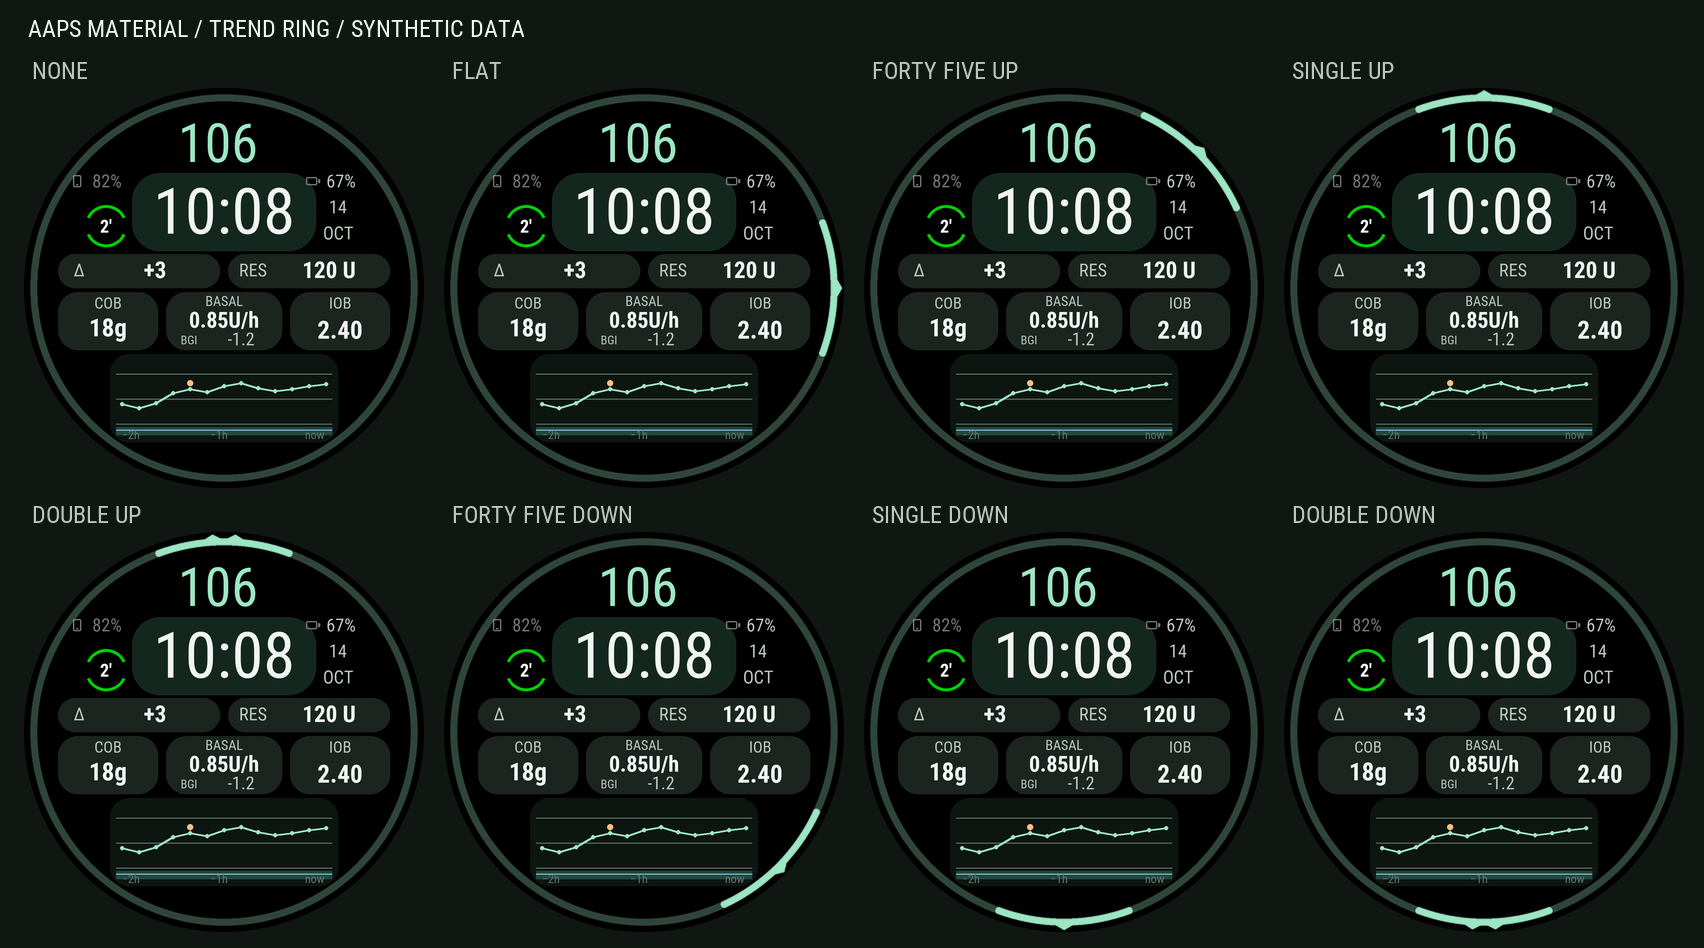 AAPS MATERIAL / TREND RING / SYNTHETIC DATA
NONE
106
82%
67%
10:08
2'
14
OCT
Δ +3
RES 120 U
COB
18g
BASAL
0.85U/h
BGI -1.2
IOB
2.40
-2h -1h now
FLAT
106
82%
67%
10:08
2'
14
OCT
Δ +3
RES 120 U
COB
18g
BASAL
0.85U/h
BGI -1.2
IOB
2.40
-2h -1h now
FORTY FIVE UP
106
82%
67%
10:08
2'
14
OCT
Δ +3
RES 120 U
COB
18g
BASAL
0.85U/h
BGI -1.2
IOB
2.40
-2h -1h now
SINGLE UP
106
82%
67%
10:08
2'
14
OCT
Δ +3
RES 120 U
COB
18g
BASAL
0.85U/h
BGI -1.2
IOB
2.40
-2h -1h now
DOUBLE UP
106
82%
67%
10:08
2'
14
OCT
Δ +3
RES 120 U
COB
18g
BASAL
0.85U/h
BGI -1.2
IOB
2.40
-2h -1h now
FORTY FIVE DOWN
106
82%
67%
10:08
2'
14
OCT
Δ +3
RES 120 U
COB
18g
BASAL
0.85U/h
BGI -1.2
IOB
2.40
-2h -1h now
SINGLE DOWN
106
82%
67%
10:08
2'
14
OCT
Δ +3
RES 120 U
COB
18g
BASAL
0.85U/h
BGI -1.2
IOB
2.40
-2h -1h now
DOUBLE DOWN
106
82%
67%
10:08
2'
14
OCT
Δ +3
RES 120 U
COB
18g
BASAL
0.85U/h
BGI -1.2
IOB
2.40
-2h -1h now